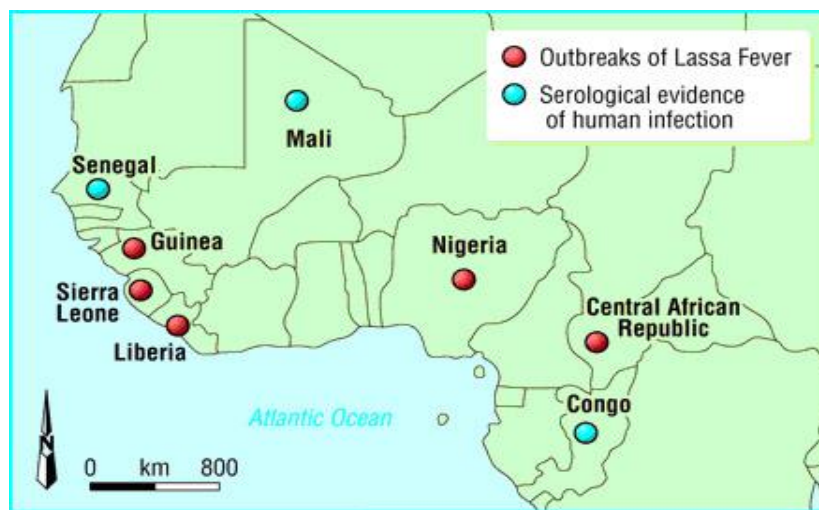 Outbreaks of Lassa Fever
Serological evidence
of human infection
Mali
Senegal
Guinea
Nigeria
Sierra
Leone
Central African
Republic
Liberia
Congo
Atlantic Ocean
N
0 km 800